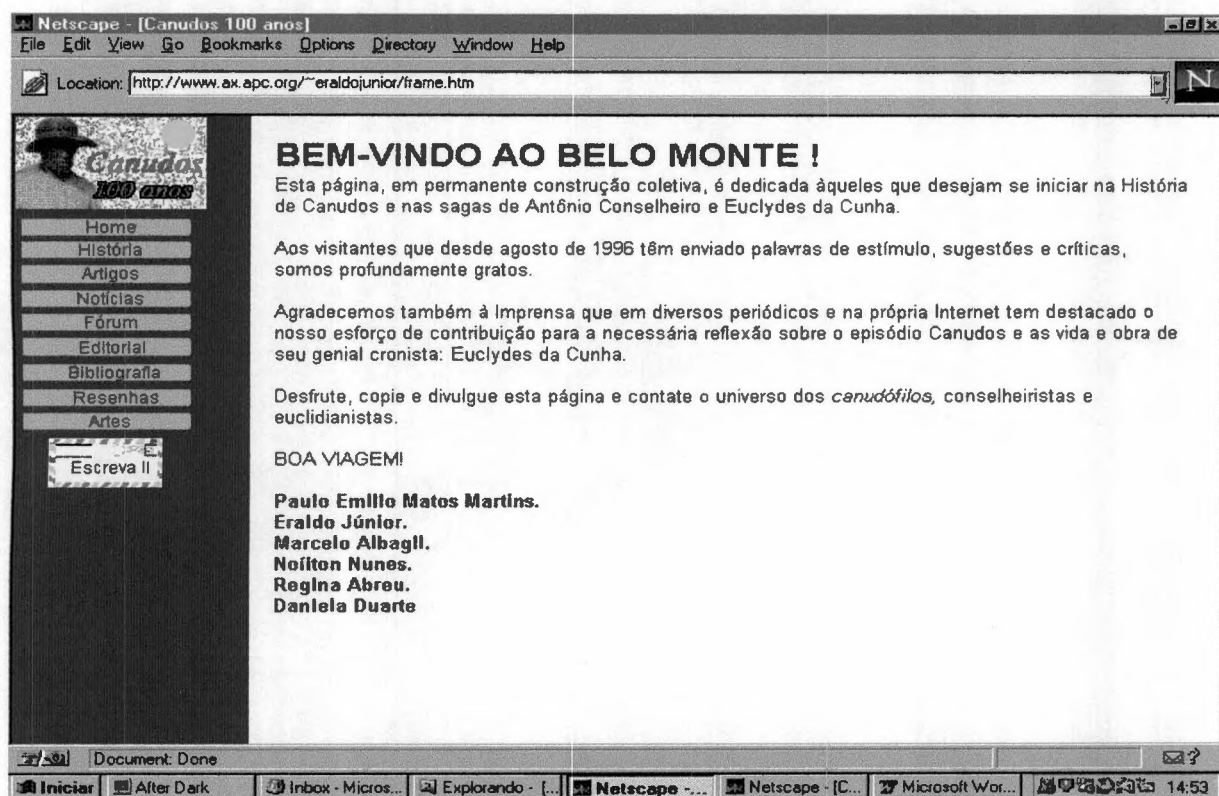 Netscape - [Canudos 100 anos]
File Edit View Go Bookmarks Options Directory Window Help
Location: http://www.ax.apc.org/~eraldojunior/frame.htm
N
Canudos
100 anos
Home
História
Artigos
Notícias
Fórum
Editorial
Bibliografia
Resenhas
Artes
Escreva II
BEM-VINDO AO BELO MONTE !
Esta página, em permanente construção coletiva, é dedicada àqueles que desejam se iniciar na História
de Canudos e nas sagas de Antônio Conselheiro e Euclydes da Cunha.
Aos visitantes que desde agosto de 1996 têm enviado palavras de estímulo, sugestões e críticas,
somos profundamente gratos.
Agradecemos também à Imprensa que em diversos periódicos e na própria Internet tem destacado o
nosso esforço de contribuição para a necessária reflexão sobre o episódio Canudos e as vida e obra de
seu genial cronista: Euclydes da Cunha.
Desfrute, copie e divulgue esta página e contate o universo dos canudófilos, conselheiristas e
euclidianistas.
BOA VIAGEM!
Paulo Emílio Matos Martins.
Eraldo Júnior.
Marcelo Albagli.
Noilton Nunes.
Regina Abreu.
Daniela Duarte
Document: Done
Iniciar After Dark Inbox - Micros... Explorando - [... Netscape -... Netscape - [C... Microsoft Wor... 14:53